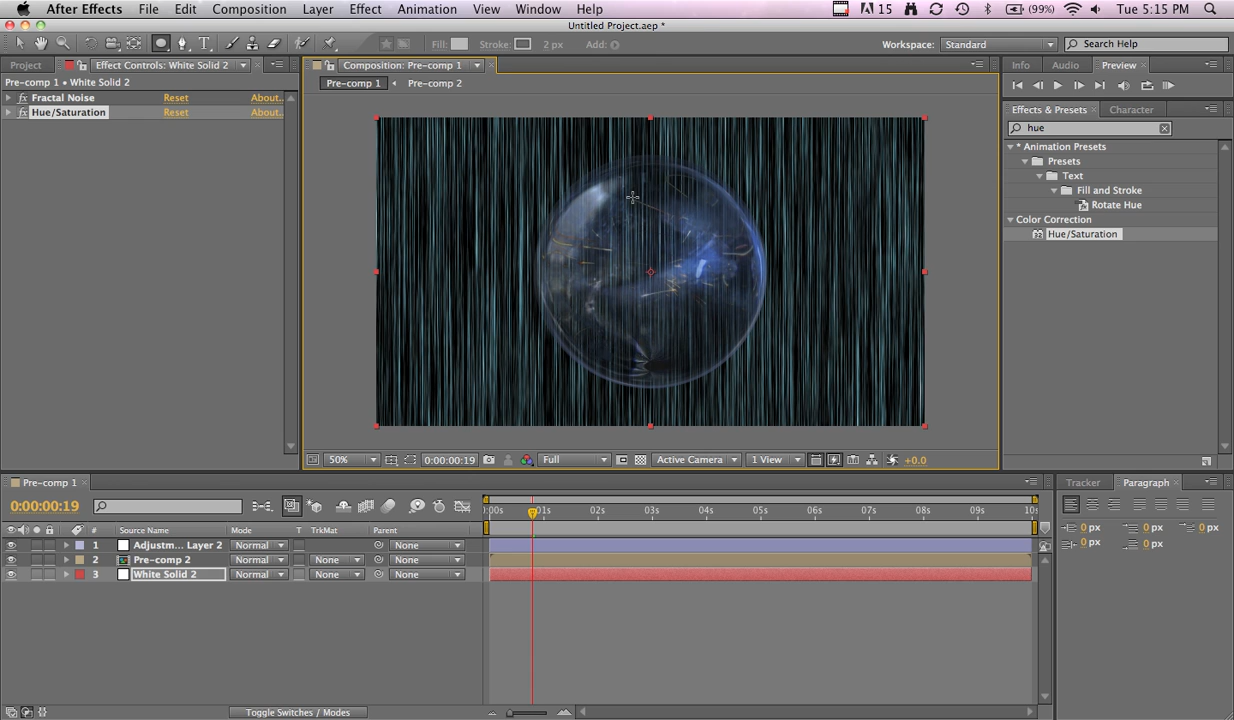 After Effects File Edit Composition Layer Effect Animation View Window Help 15 (99%) Tue 5:15 PM
Untitled Project.aep *
Fill: Stroke: 2 px Add: Workspace: Standard Search Help
Project Effect Controls: White Solid 2 Composition: Pre-comp 1 Info Audio Preview
Pre-comp 1 • White Solid 2 Pre-comp 1 Pre-comp 2
fx Fractal Noise Reset About..
fx Hue/Saturation Reset About..
Effects & Presets Character
hue
* Animation Presets
Presets
Text
Fill and Stroke
Rotate Hue
Color Correction
32 Hue/Saturation
50% 0:00:00:19 Full Active Camera 1 View +0.0
Pre-comp 1 Tracker Paragraph
0:00:00:19 0:00s 01s 02s 03s 04s 05s 06s 07s 08s 09s 10s
0 px 0 px 0 px
0 px 0 px
# Source Name Mode T TrkMat Parent
1 Adjustm... Layer 2 Normal None
2 Pre-comp 2 Normal None None
3 White Solid 2 Normal None None
Toggle Switches / Modes